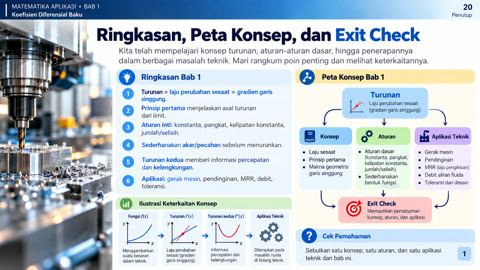 MATEMATIKA APLIKASI • BAB 1
Koefisien Diferensial Baku
20
Penutup
Ringkasan, Peta Konsep, dan Exit Check
Kita telah mempelajari konsep turunan, aturan-aturan dasar, hingga penerapannya
dalam berbagai masalah teknik. Mari rangkum poin penting dan melihat keterkaitannya.
Ringkasan Bab 1
1 Turunan = laju perubahan sesaat = gradien garis
singgung.
2 Prinsip pertama menjelaskan asal turunan
dari limit.
3 Aturan inti: konstanta, pangkat, kelipatan konstanta,
jumlah/selisih.
4 Sederhanakan akar/pecahan sebelum menurunkan.
5 Turunan kedua memberi informasi percepatan
dan kelengkungan.
6 Aplikasi: gerak mesin, pendinginan, MRR, debit,
toleransi.
Ilustrasi Keterkaitan Konsep
Fungsi f(x)
Menggambarkan
suatu besaran
dalam teknik.
Turunan f'(x)
Laju perubahan
sesaat
(gradien garis
singgung)
Turunan kedua f''(x)
Informasi
percepatan dan
kelengkungan
Aplikasi Teknik
Diterapkan pada
masalah nyata
di bidang teknik.
Peta Konsep Bab 1
Turunan
Laju perubahan sesaat
(gradien garis singgung)
Konsep
• Laju sesaat
• Prinsip pertama
• Makna geometris
garis singgung
Aturan
• Aturan dasar
(konstanta, pangkat,
kelipatan konstanta,
jumlah/selisih)
• Sederhanakan
bentuk fungsi
Aplikasi Teknik
• Gerak mesin
• Pendinginan
• MRR (laju pengikisan)
• Debit aliran fluida
• Toleransi dan desain
Exit Check
Memastikan pemahaman
konsep, aturan, dan aplikasi
Cek Pemahaman
Sebutkan satu konsep, satu aturan, dan satu aplikasi
teknik dari bab ini.
1